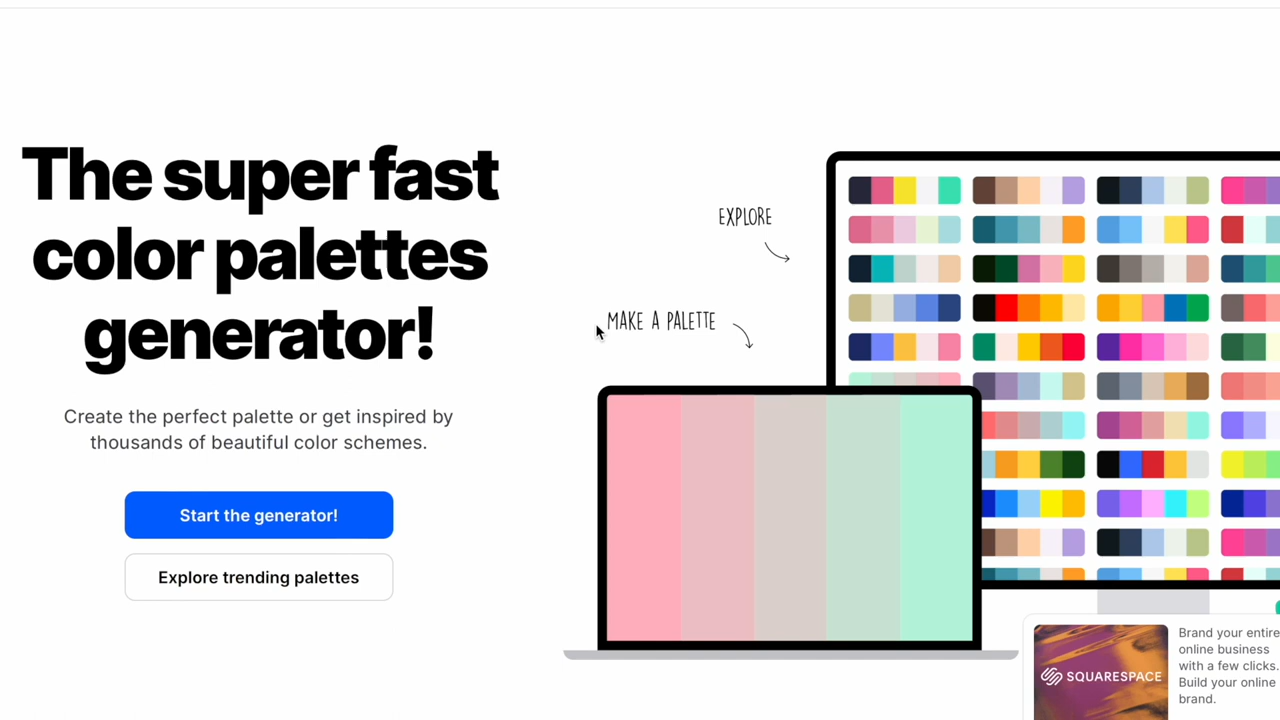 The super fast
color palettes
generator!
Create the perfect palette or get inspired by
thousands of beautiful color schemes.
Start the generator!
Explore trending palettes
EXPLORE
MAKE A PALETTE
SQUARESPACE
Brand your entire
online business
with a few clicks.
Build your online
brand.